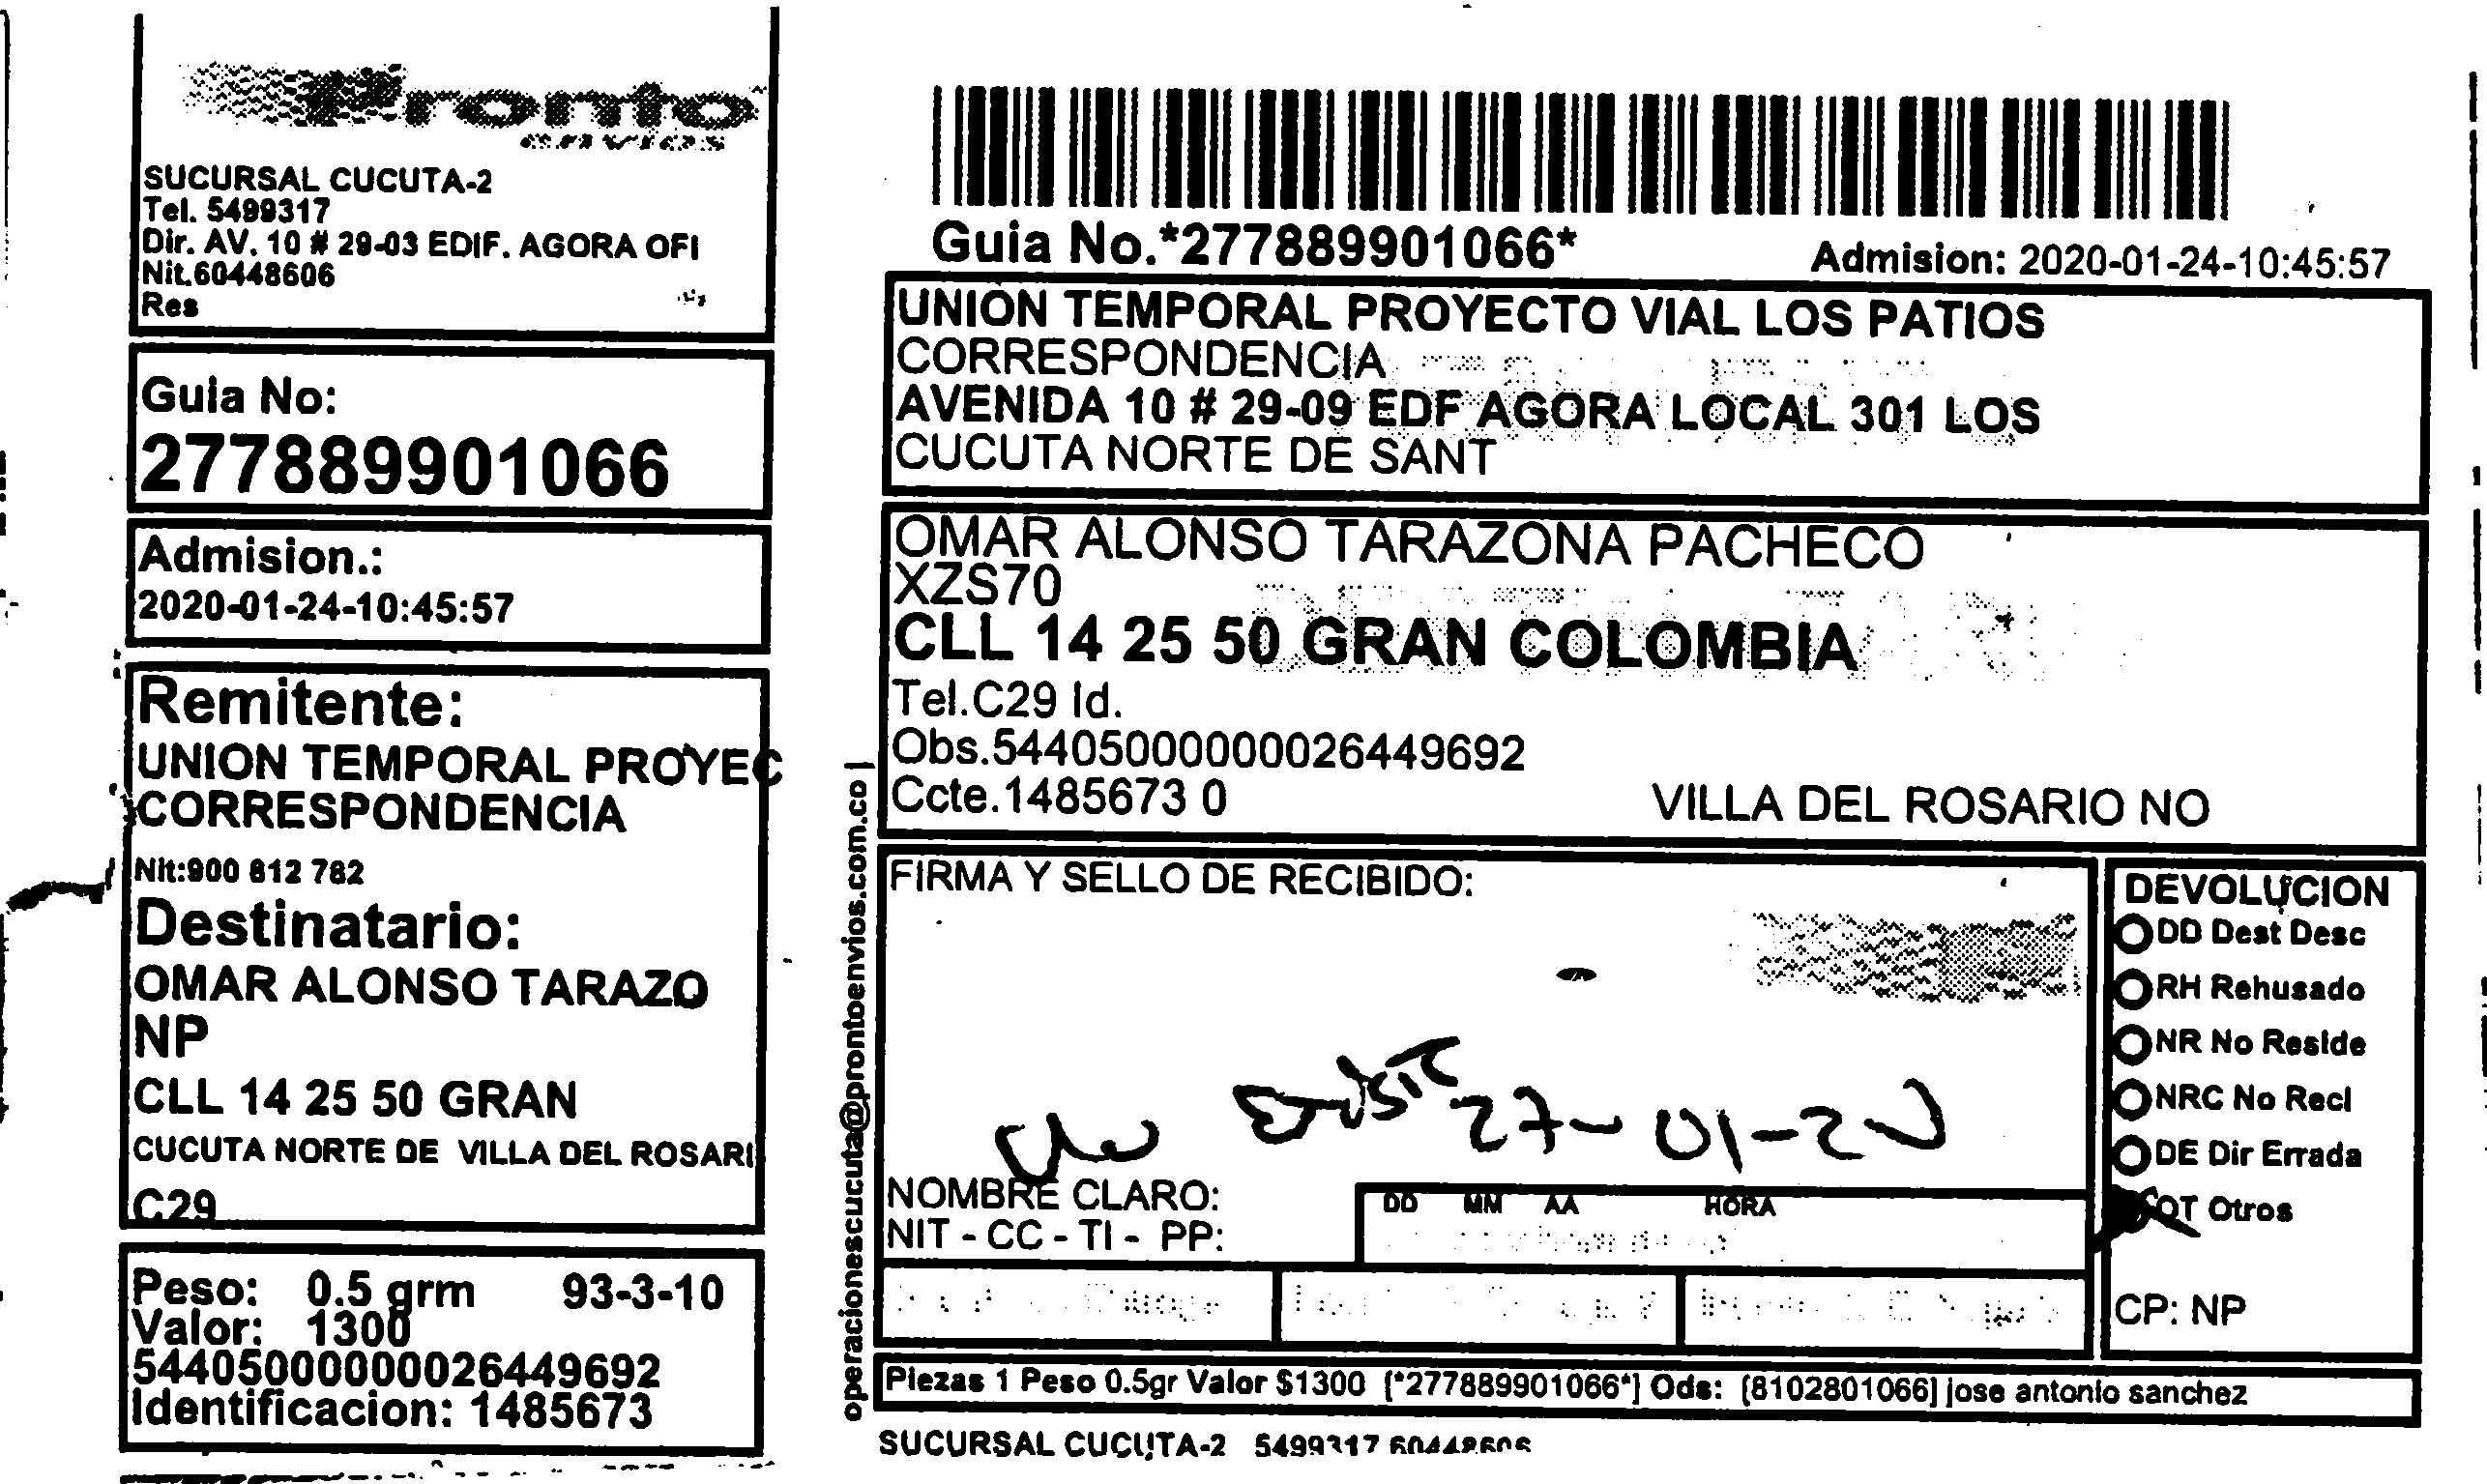 Pronto
envios
SUCURSAL CUCUTA-2
Tel. 5499317
Dir. AV. 10 # 29-03 EDIF. AGORA OFI
Nit.60448606
Res
Guia No:
277889901066
Admision.:
2020-01-24-10:45:57
Remitente:
UNION TEMPORAL PROYEC
CORRESPONDENCIA
Nit:900 812 782
Destinatario:
OMAR ALONSO TARAZO
NP
CLL 14 25 50 GRAN
CUCUTA NORTE DE VILLA DEL ROSARI
C29
Peso: 0.5 grm 93-3-10
Valor: 1300
544050000000026449692
Identificacion: 1485673
operacionescucuta@prontoenvios.com.co |
Guia No.*277889901066*
Admision: 2020-01-24-10:45:57
UNION TEMPORAL PROYECTO VIAL LOS PATIOS
CORRESPONDENCIA
AVENIDA 10 # 29-09 EDF AGORA LOCAL 301 LOS
CUCUTA NORTE DE SANT
OMAR ALONSO TARAZONA PACHECO
XZS70
CLL 14 25 50 GRAN COLOMBIA
Tel.C29 Id.
Obs.544050000000026449692
Ccte.1485673 0 VILLA DEL ROSARIO NO
FIRMA Y SELLO DE RECIBIDO:
27-01-20
NOMBRE CLARO:
NIT - CC - TI - PP:
DD MM AA HORA
DEVOLUCION
DD Dest Desc
RH Rehusado
NR No Reside
NRC No Recl
DE Dir Errada
OT Otros
CP: NP
Piezas 1 Peso 0.5gr Valor $1300 [*277889901066*] Ods: [8102801066] jose antonio sanchez
SUCURSAL CUCUTA-2 5499317 60448606